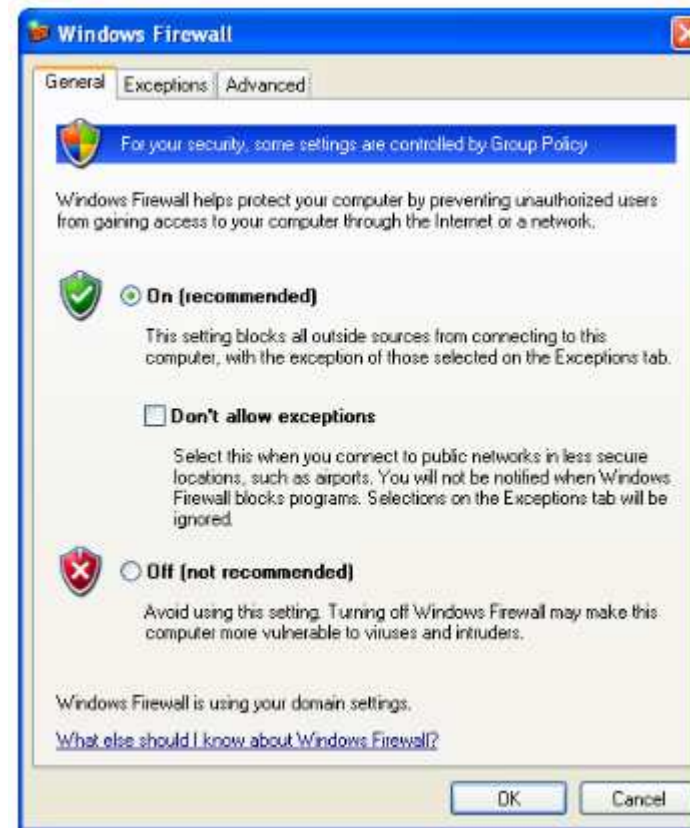 Windows Firewall
General Exceptions Advanced
For your security, some settings are controlled by Group Policy
Windows Firewall helps protect your computer by preventing unauthorized users
from gaining access to your computer through the Internet or a network.
On (recommended)
This setting blocks all outside sources from connecting to this
computer, with the exception of those selected on the Exceptions tab.
Don't allow exceptions
Select this when you connect to public networks in less secure
locations, such as airports. You will not be notified when Windows
Firewall blocks programs. Selections on the Exceptions tab will be
ignored.
Off (not recommended)
Avoid using this setting. Turning off Windows Firewall may make this
computer more vulnerable to viruses and intruders.
Windows Firewall is using your domain settings.
What else should I know about Windows Firewall?
OK Cancel